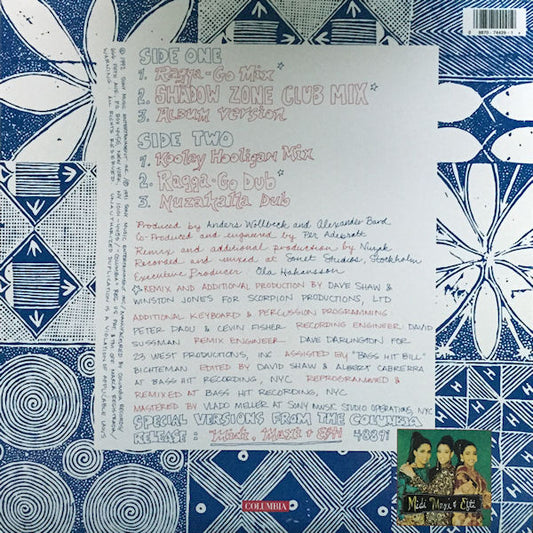 SIDE ONE
1. Ragga-Go Mix ☆
2. SHADOW ZONE CLUB MIX ☆
3. Album Version
SIDE TWO
1. Kooley Hooligan Mix
2. Ragga-Go Dub ☆
3. Muzakatta Dub
Produced by Anders Wollbeck and Alexander Bard
Co-Produced and engineered by Per Adebratt
Remix and additional production by Nuyak
Recorded and mixed at Sonet Studios, Stockholm
Executive Producer Ola Hakansson
☆REMIX AND ADDITIONAL PRODUCTION BY DAVE SHAW &
WINSTON JONES FOR SCORPION PRODUCTIONS, LTD
ADDITIONAL KEYBOARD & PERCUSSION PROGRAMMING
PETER DAOU & CEVIN FISHER RECORDING ENGINEER DAVID
SUSSMAN REMIX ENGINEER DAVE DARLINGTON FOR
23 WEST PRODUCTIONS, INC ASSISTED BY "BASS HIT BILL"
BICHTEMAN EDITED BY DAVID SHAW & ALBERT CABRERRA
AT BASS HIT RECORDING, NYC REPROGRAMMED &
REMIXED AT BASS HIT RECORDING, NYC
MASTERED BY VLADO MELLER AT SONY MUSIC STUDIO OPERATIONS, NYC
SPECIAL VERSIONS FROM THE COLUMBIA
RELEASE: Midi, Maxi & Efti 48891
COLUMBIA
Midi Maxi & Efti